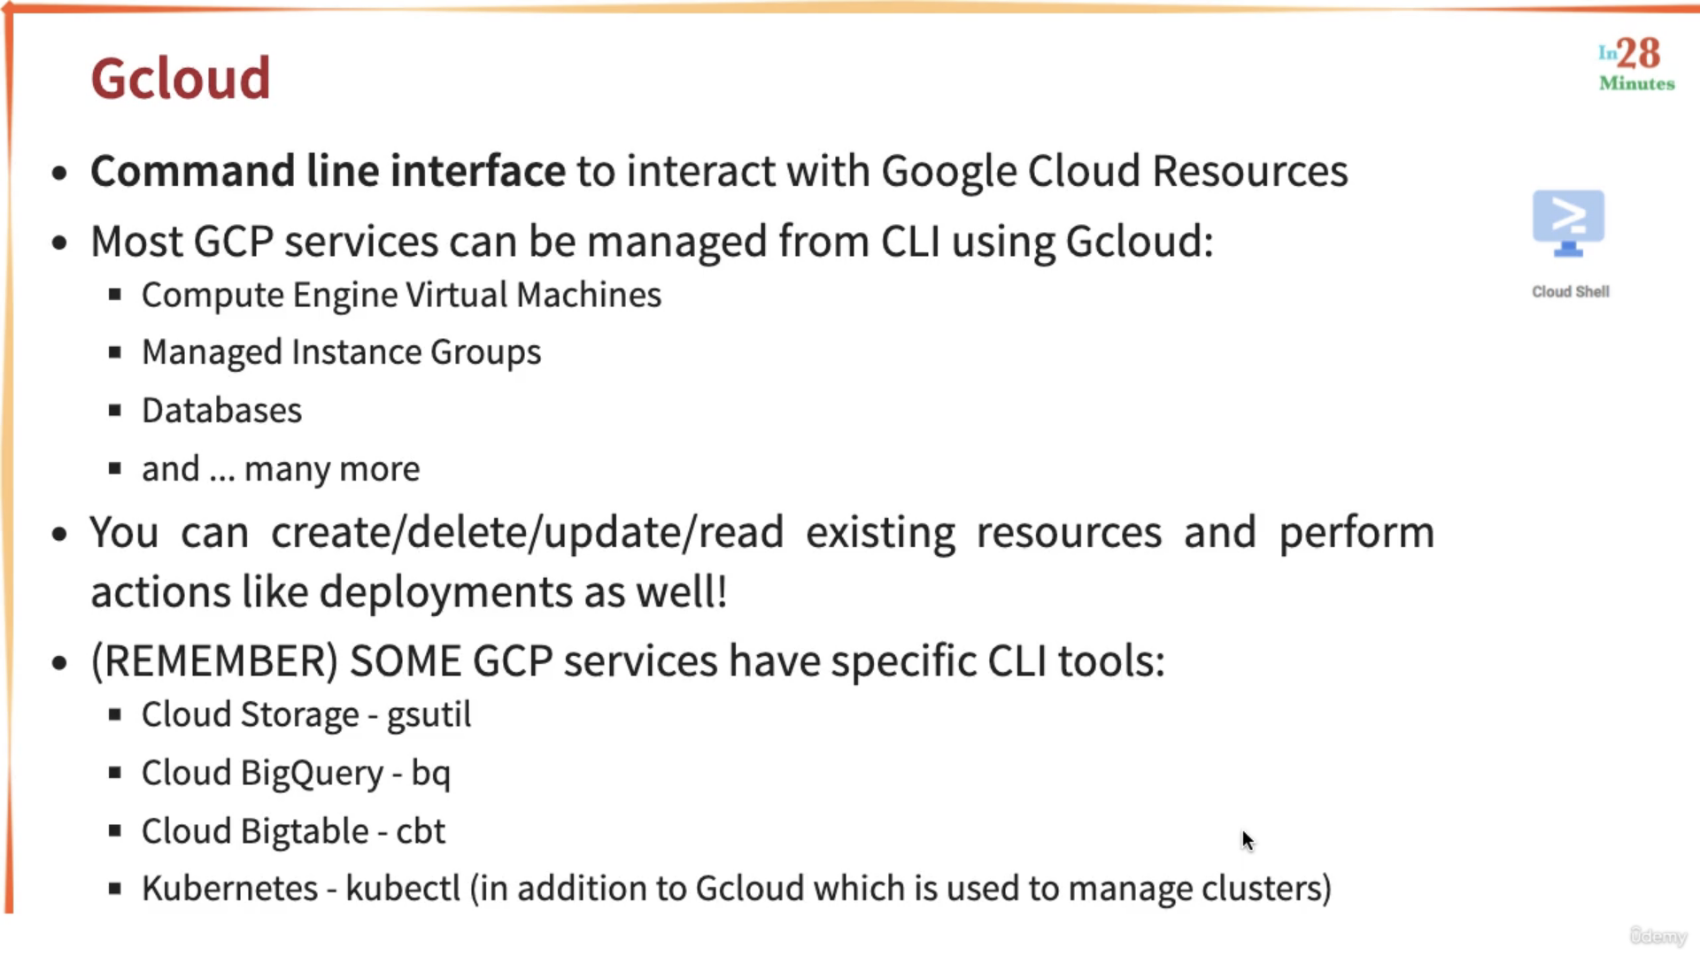 Gcloud
In28
Minutes
• Command line interface to interact with Google Cloud Resources
• Most GCP services can be managed from CLI using Gcloud:
▪ Compute Engine Virtual Machines
▪ Managed Instance Groups
▪ Databases
▪ and ... many more
Cloud Shell
• You can create/delete/update/read existing resources and perform
actions like deployments as well!
• (REMEMBER) SOME GCP services have specific CLI tools:
▪ Cloud Storage - gsutil
▪ Cloud BigQuery - bq
▪ Cloud Bigtable - cbt
▪ Kubernetes - kubectl (in addition to Gcloud which is used to manage clusters)
ûdemy